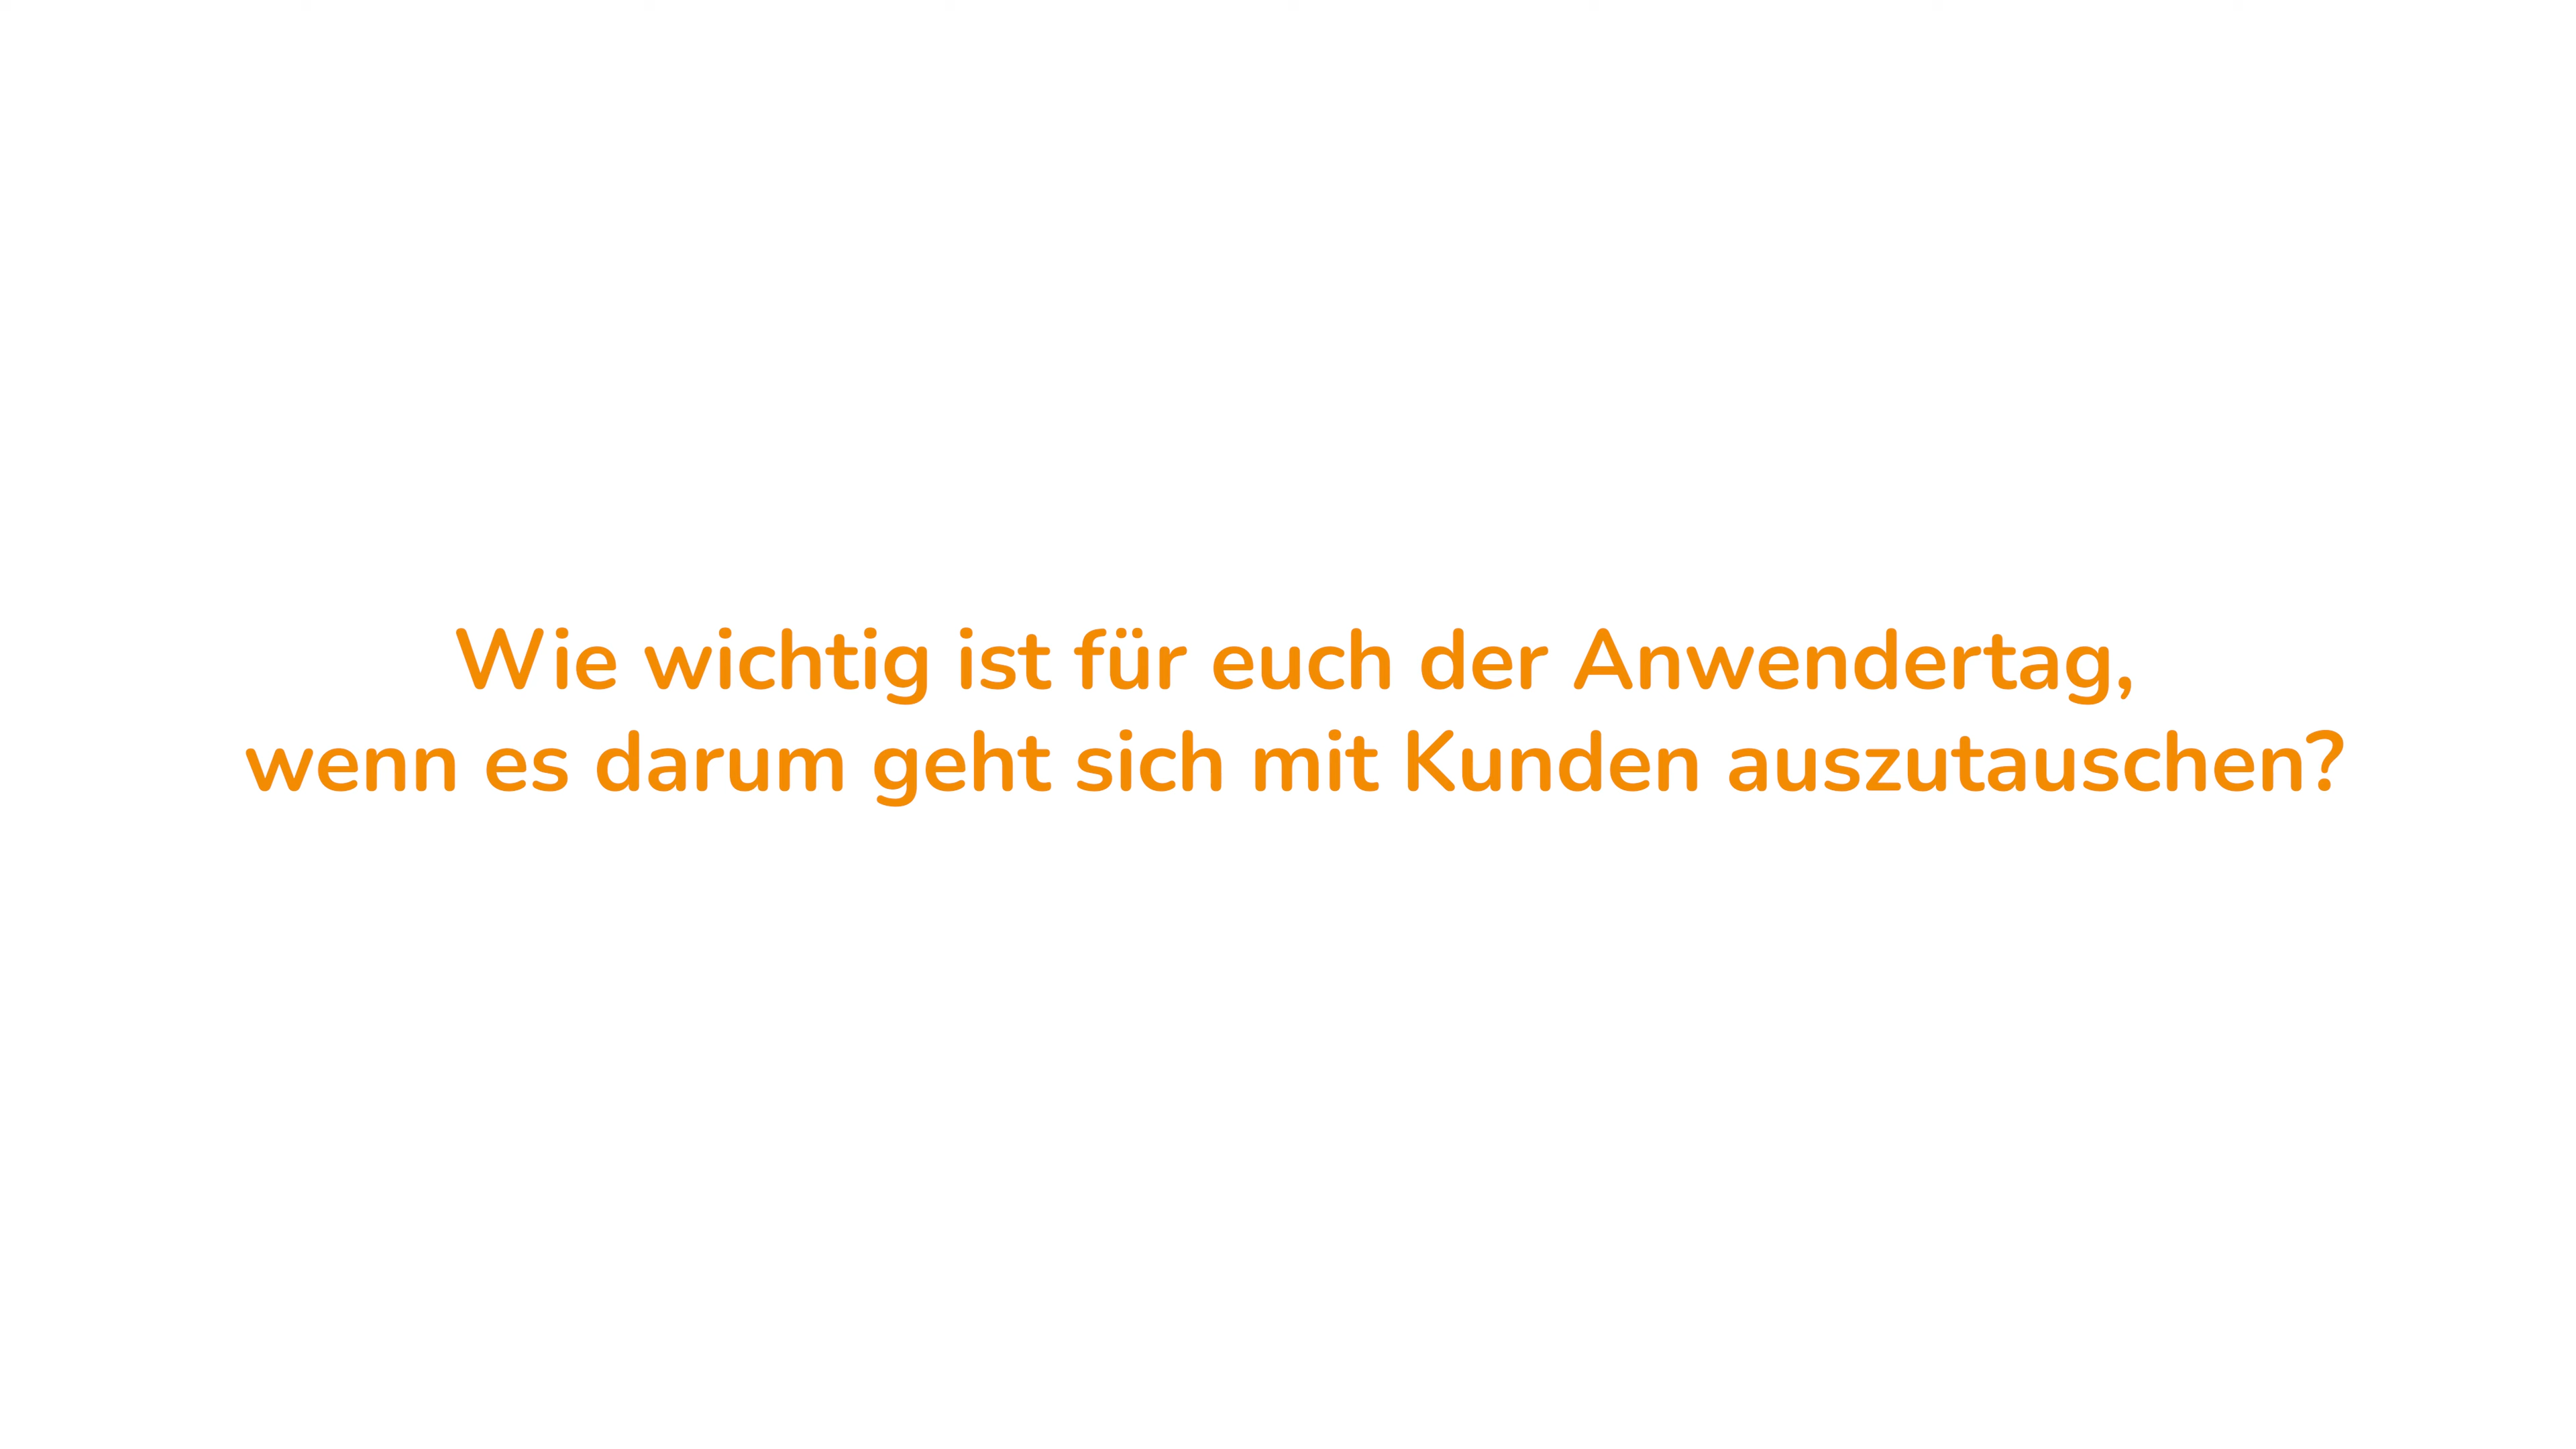 Wie wichtig ist für euch der Anwendertag,
wenn es darum geht sich mit Kunden auszutauschen?